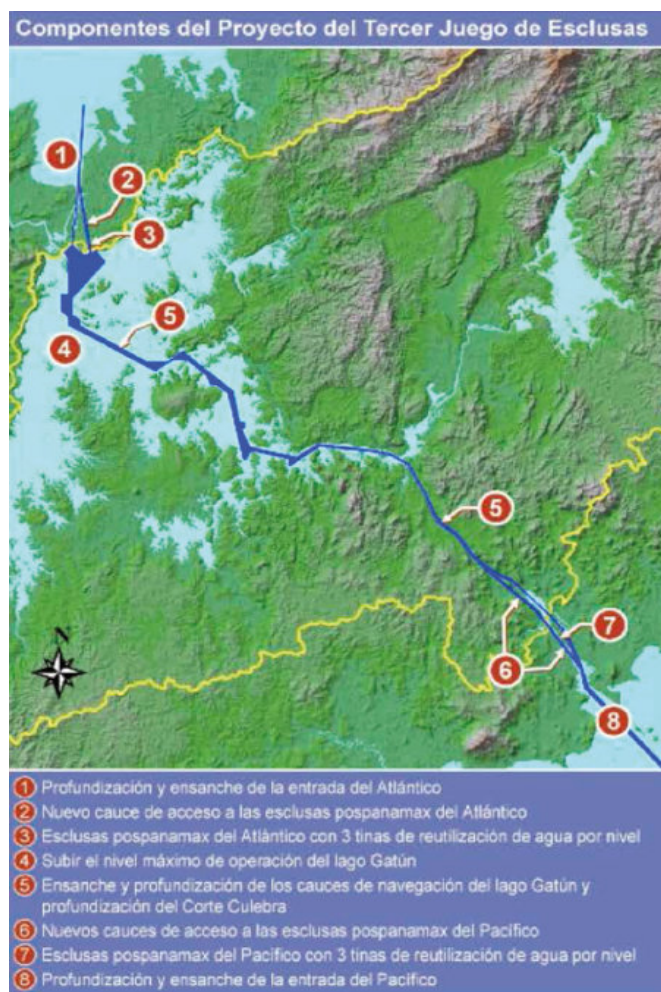 Componentes del Proyecto del Tercer Juego de Esclusas
1
2
3
5
4
5
7
6
8
N
1 Profundización y ensanche de la entrada del Atlántico
2 Nuevo cauce de acceso a las esclusas pospanamax del Atlántico
3 Esclusas pospanamax del Atlántico con 3 tinas de reutilización de agua por nivel
4 Subir el nivel máximo de operación del lago Gatún
5 Ensanche y profundización de los cauces de navegación del lago Gatún y
profundización del Corte Culebra
6 Nuevos cauces de acceso a las esclusas pospanamax del Pacífico
7 Esclusas pospanamax del Pacífico con 3 tinas de reutilización de agua por nivel
8 Profundización y ensanche de la entrada del Pacífico